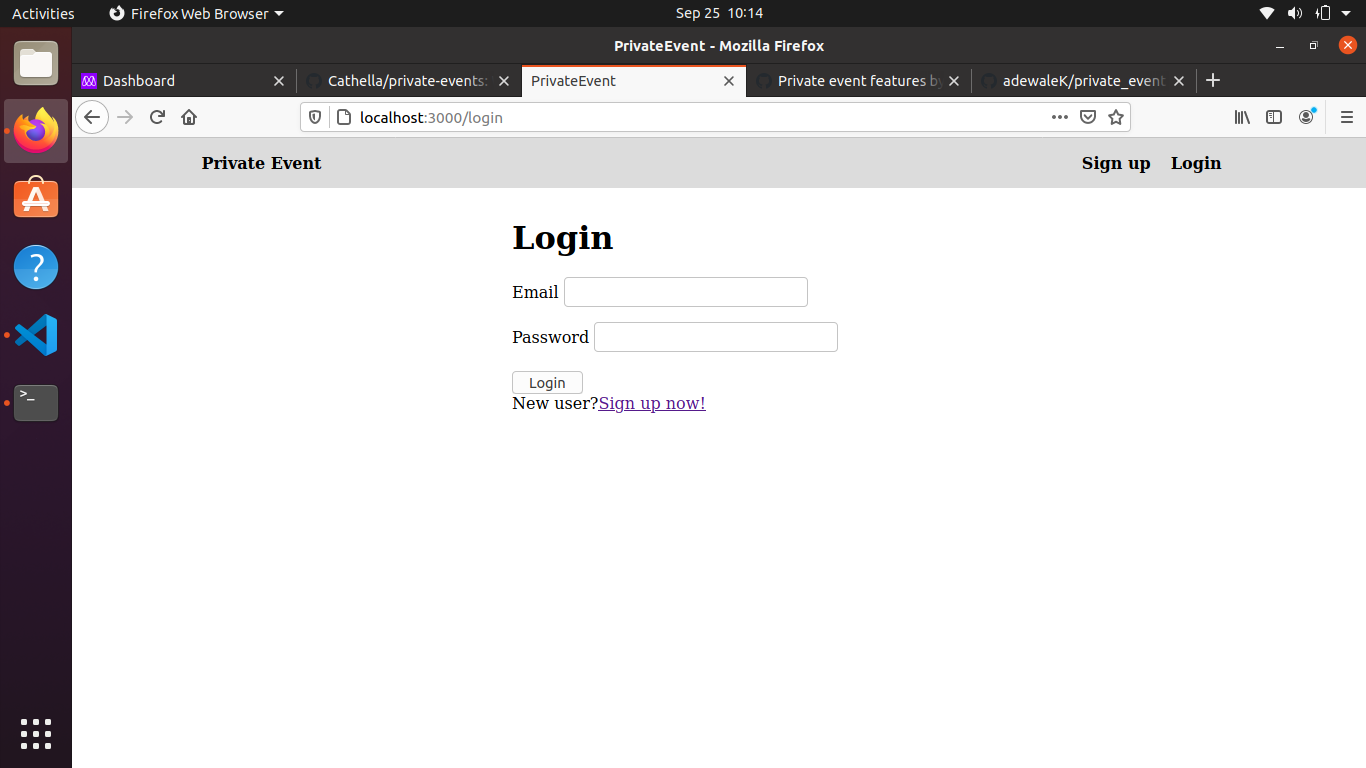 Activities Firefox Web Browser Sep 25 10:14
PrivateEvent - Mozilla Firefox
Dashboard Cathella/private-events: PrivateEvent Private event features by adewaleK/private_event
localhost:3000/login
Private Event Sign up Login
Login
Email
Password
Login
New user?Sign up now!